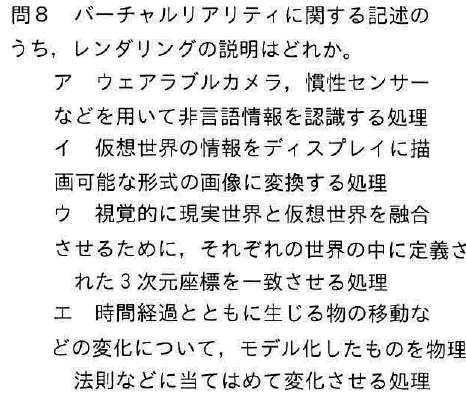 問8　バーチャルリアリティに関する記述の
うち，レンダリングの説明はどれか。
ア　ウェアラブルカメラ，慣性センサー
などを用いて非言語情報を認識する処理
イ　仮想世界の情報をディスプレイに描
画可能な形式の画像に変換する処理
ウ　視覚的に現実世界と仮想世界を融合
させるために，それぞれの世界の中に定義さ
れた3次元座標を一致させる処理
エ　時間経過とともに生じる物の移動な
どの変化について，モデル化したものを物理
法則などに当てはめて変化させる処理